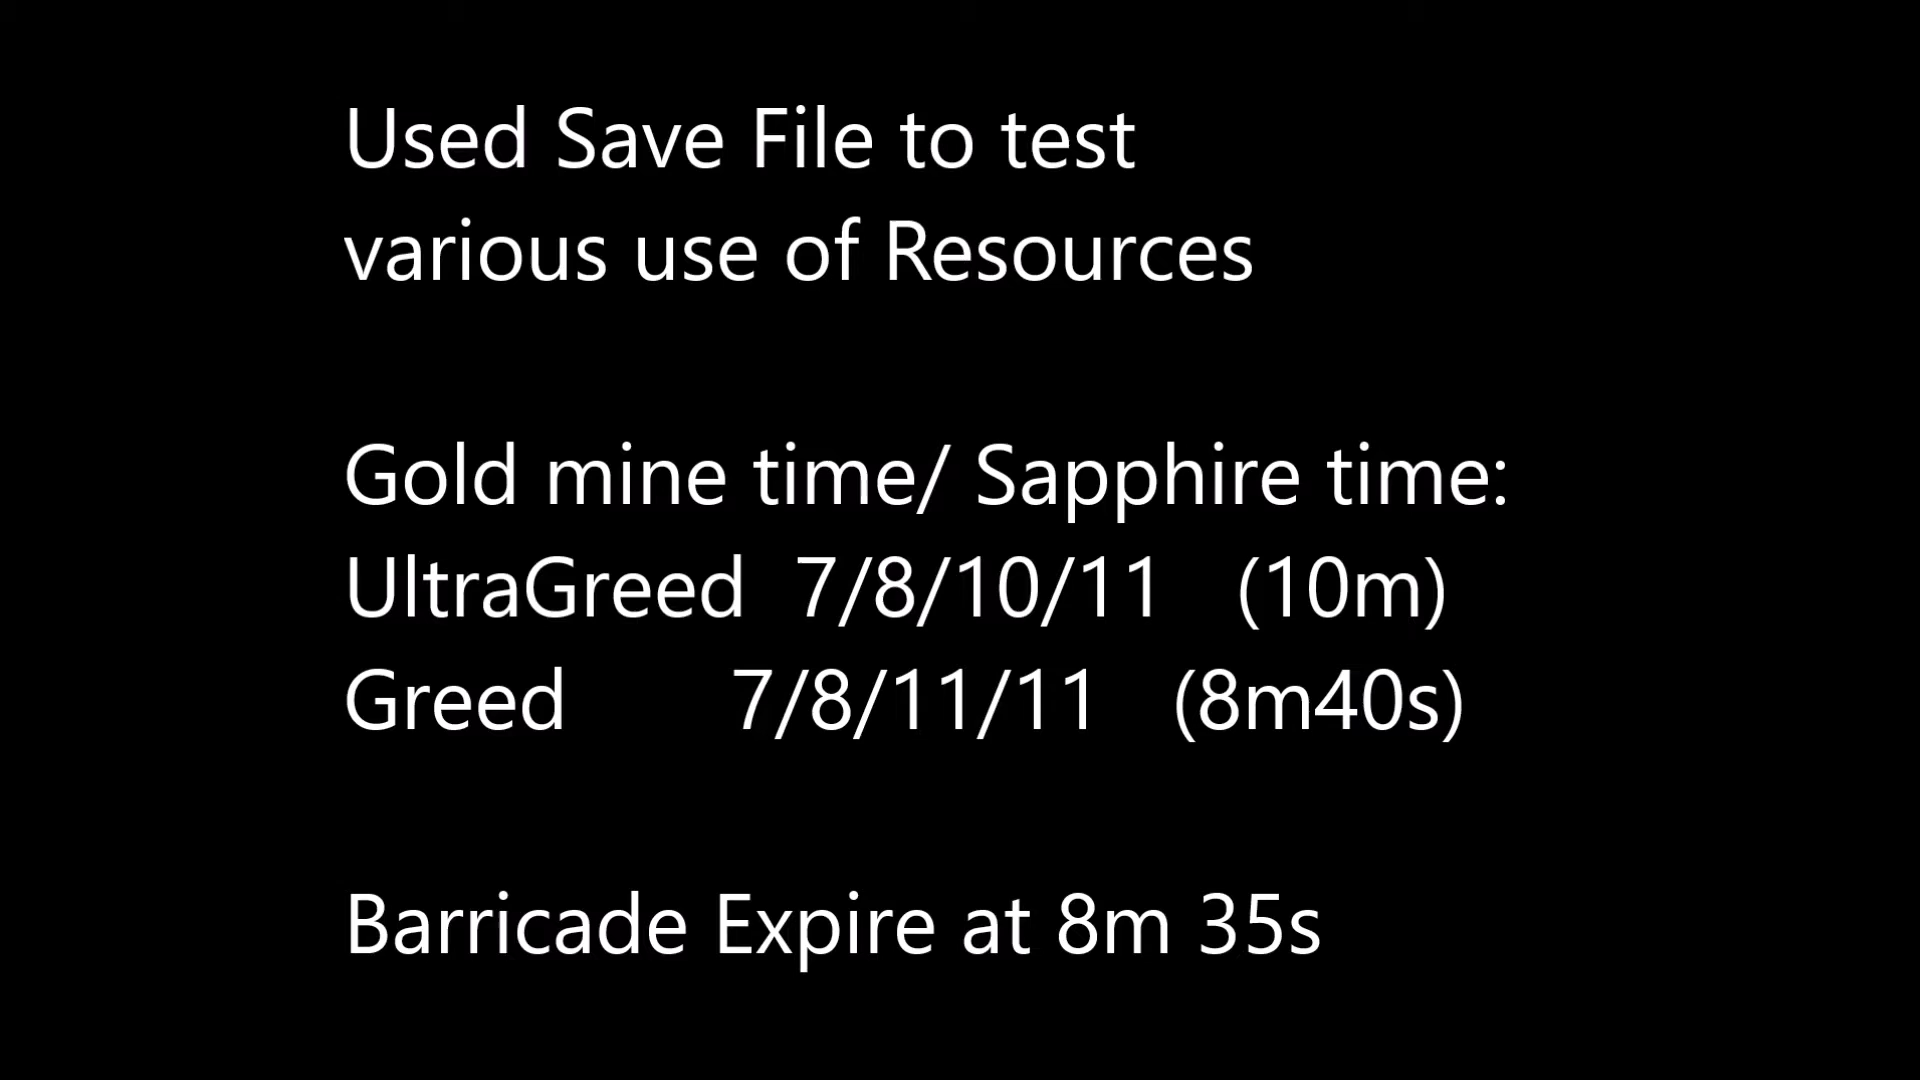 Used Save File to test
various use of Resources
Gold mine time/ Sapphire time:
UltraGreed 7/8/10/11 (10m)
Greed 7/8/11/11 (8m40s)
Barricade Expire at 8m 35s